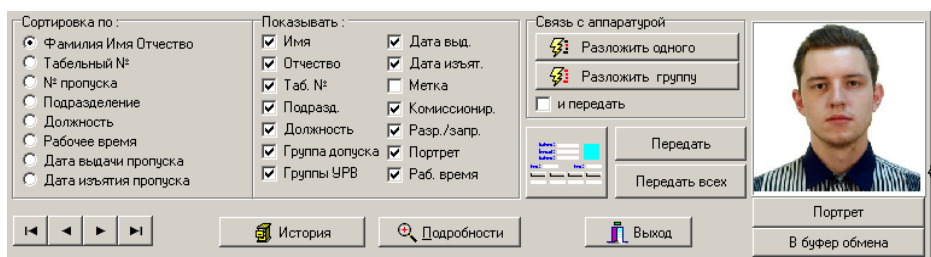 Сортировка по :
Фамилия Имя Отчество
Табельный №
№ пропуска
Подразделение
Должность
Рабочее время
Дата выдачи пропуска
Дата изъятия пропуска
Показывать :
Имя
Отчество
Таб. №
Подразд.
Должность
Группа допуска
Группы УРВ
Дата выд.
Дата изъят.
Метка
Комиссионир.
Разр./запр.
Портрет
Раб. время
Связь с аппаратурой
Разложить одного
Разложить группу
и передать
Передать
Передать всех
Портрет
В буфер обмена
История
Подробности
Выход